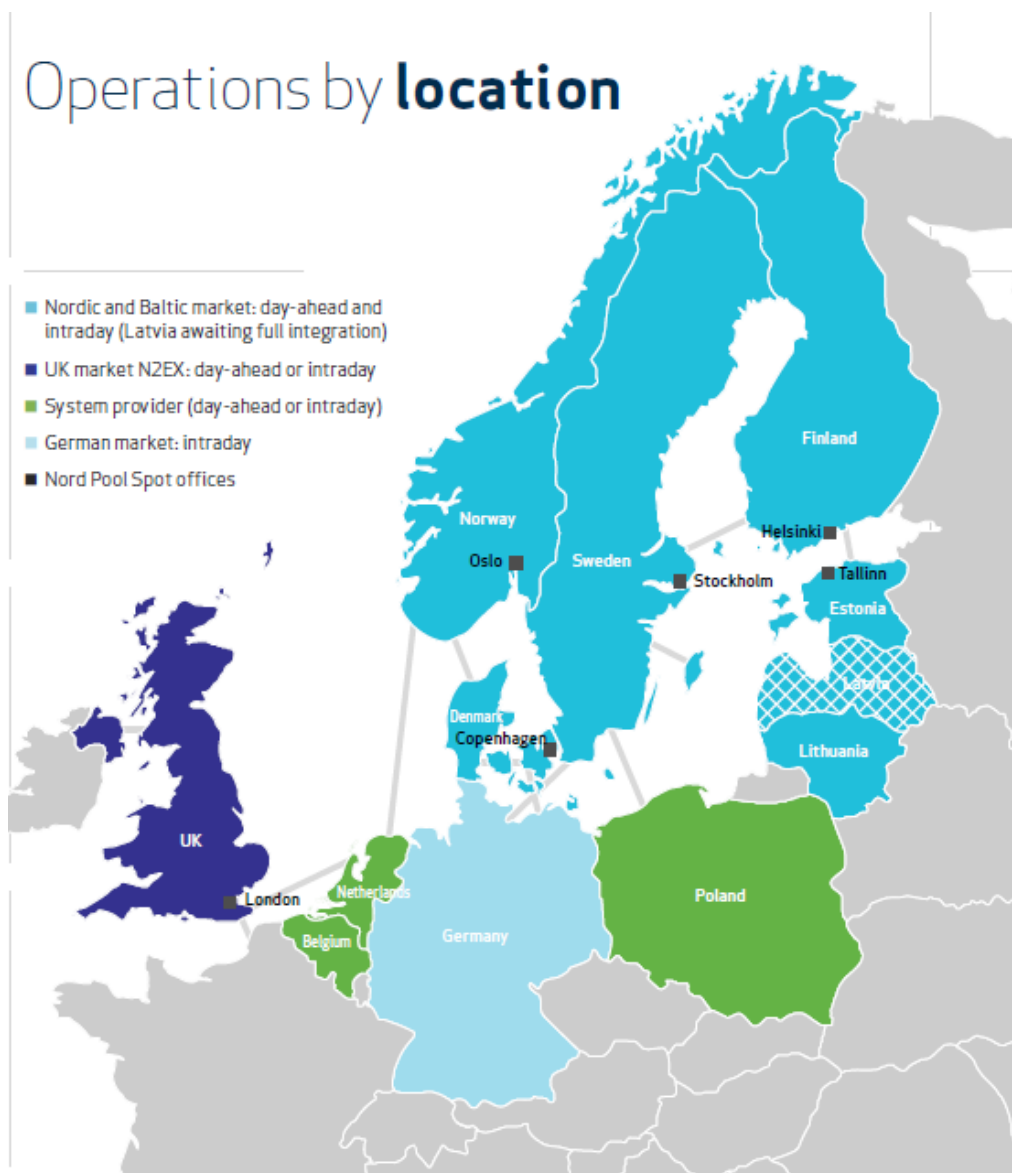 Operations by location
Nordic and Baltic market: day-ahead and
intraday (Latvia awaiting full integration)
UK market N2EX: day-ahead or intraday
System provider (day-ahead or intraday)
German market: intraday
Nord Pool Spot offices
Finland
Norway
Helsinki
Oslo
Sweden
Stockholm
Tallinn
Estonia
Latvia
Denmark
Copenhagen
Lithuania
UK
London
Netherlands
Poland
Belgium
Germany